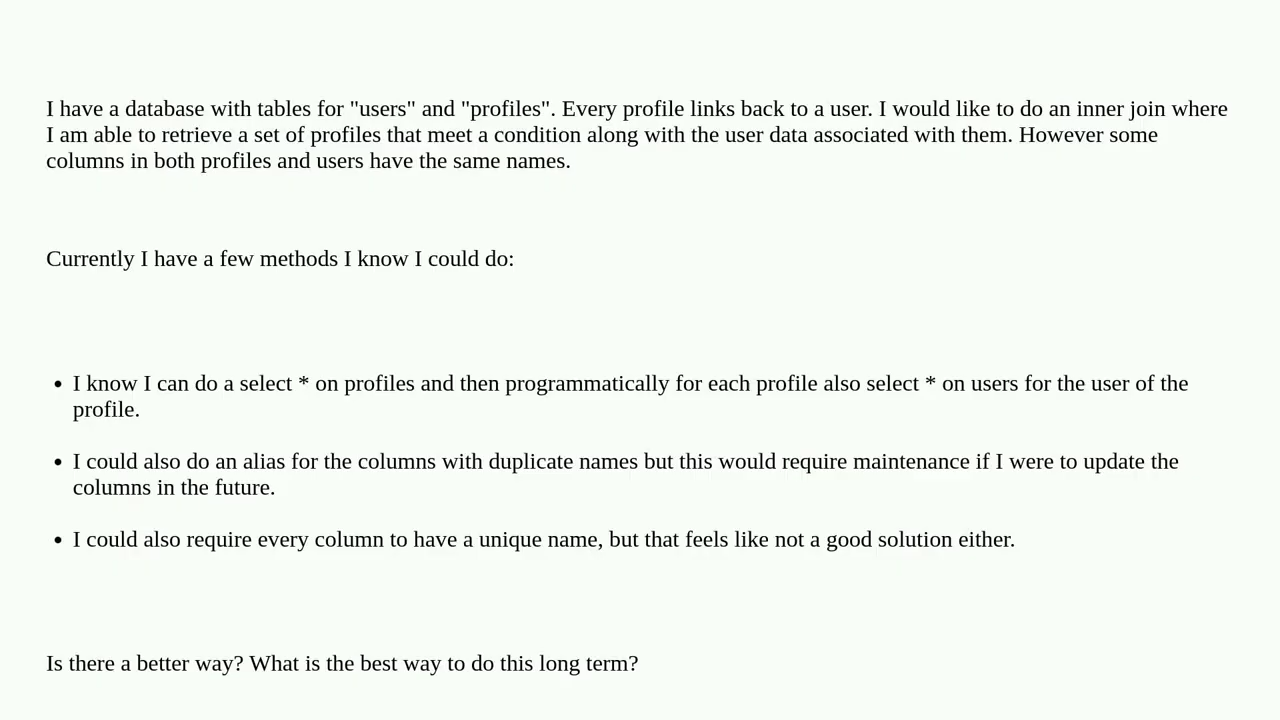 I have a database with tables for "users" and "profiles". Every profile links back to a user. I would like to do an inner join where
I am able to retrieve a set of profiles that meet a condition along with the user data associated with them. However some
columns in both profiles and users have the same names.
Currently I have a few methods I know I could do:
• I know I can do a select * on profiles and then programmatically for each profile also select * on users for the user of the
profile.
• I could also do an alias for the columns with duplicate names but this would require maintenance if I were to update the
columns in the future.
• I could also require every column to have a unique name, but that feels like not a good solution either.
Is there a better way? What is the best way to do this long term?